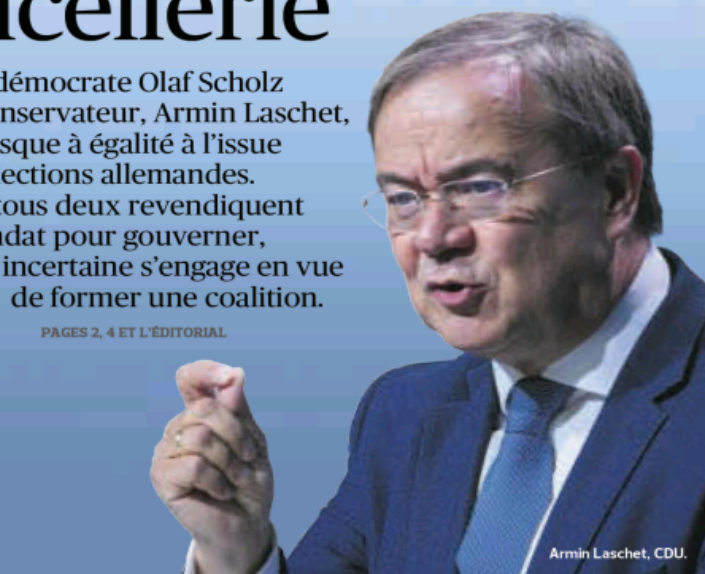 ncellerie
démocrate Olaf Scholz
nservateur, Armin Laschet,
sque à égalité à l'issue
ections allemandes.
tous deux revendiquent
ndat pour gouverner,
incertaine s'engage en vue
de former une coalition.
PAGES 2, 4 ET L'ÉDITORIAL
Armin Laschet, CDU.